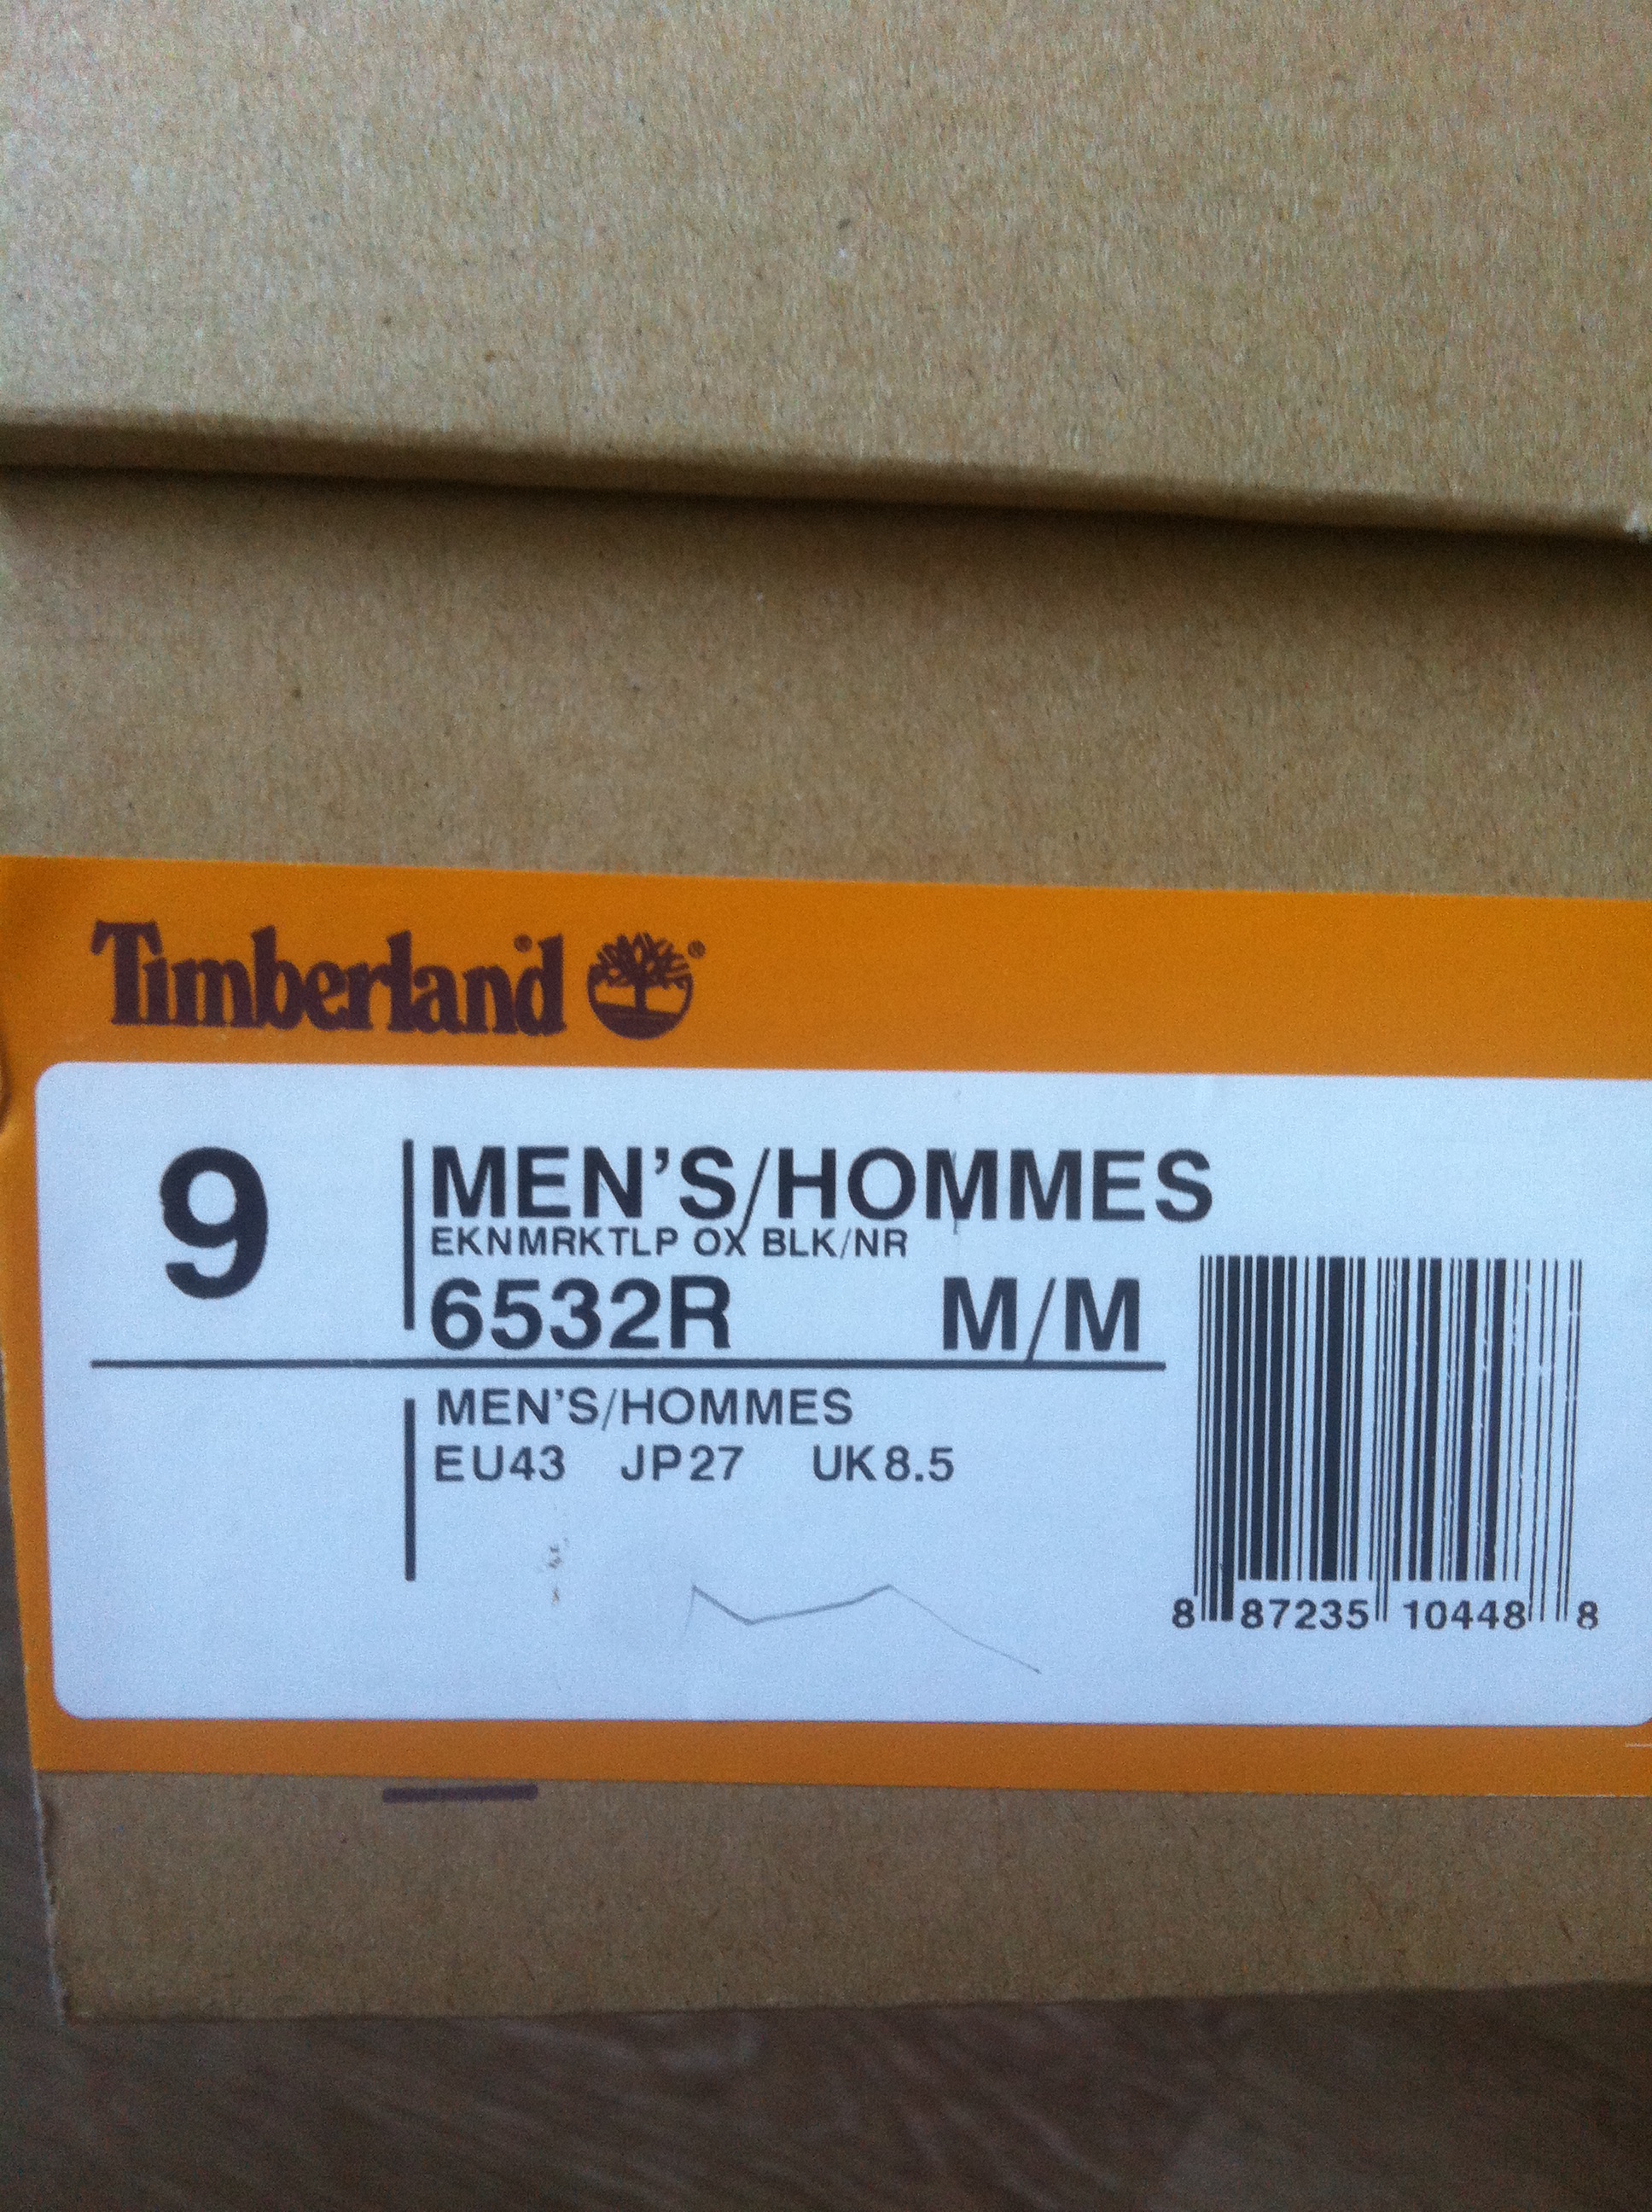 Timberland®
9
MEN'S/HOMMES
EKNMRKTLP OX BLK/NR
6532R M/M
MEN'S/HOMMES
EU43 JP27 UK8.5
8 87235 10448 8